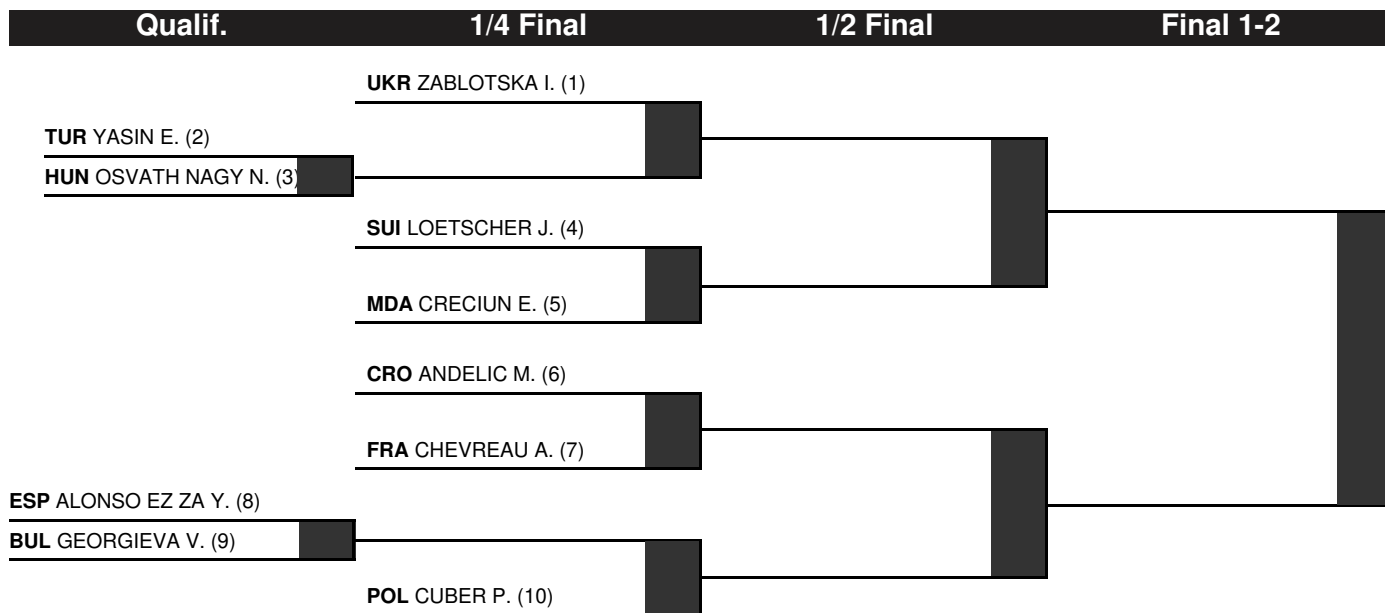 Qualif. 1/4 Final 1/2 Final Final 1-2
UKR ZABLOTSKA I. (1)
TUR YASIN E. (2)
HUN OSVATH NAGY N. (3)
SUI LOETSCHER J. (4)
MDA CRECIUN E. (5)
CRO ANDELIC M. (6)
FRA CHEVREAU A. (7)
ESP ALONSO EZ ZA Y. (8)
BUL GEORGIEVA V. (9)
POL CUBER P. (10)